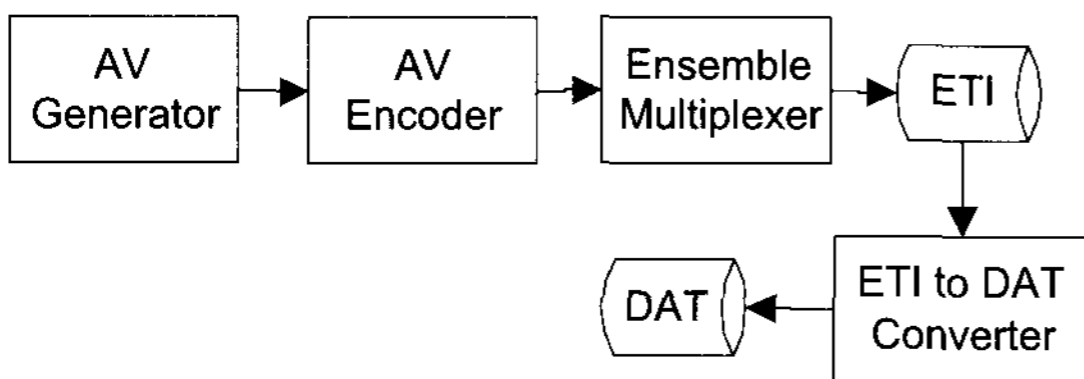 AV
Generator
AV
Encoder
Ensemble
Multiplexer
ETI
ETI to DAT
Converter
DAT